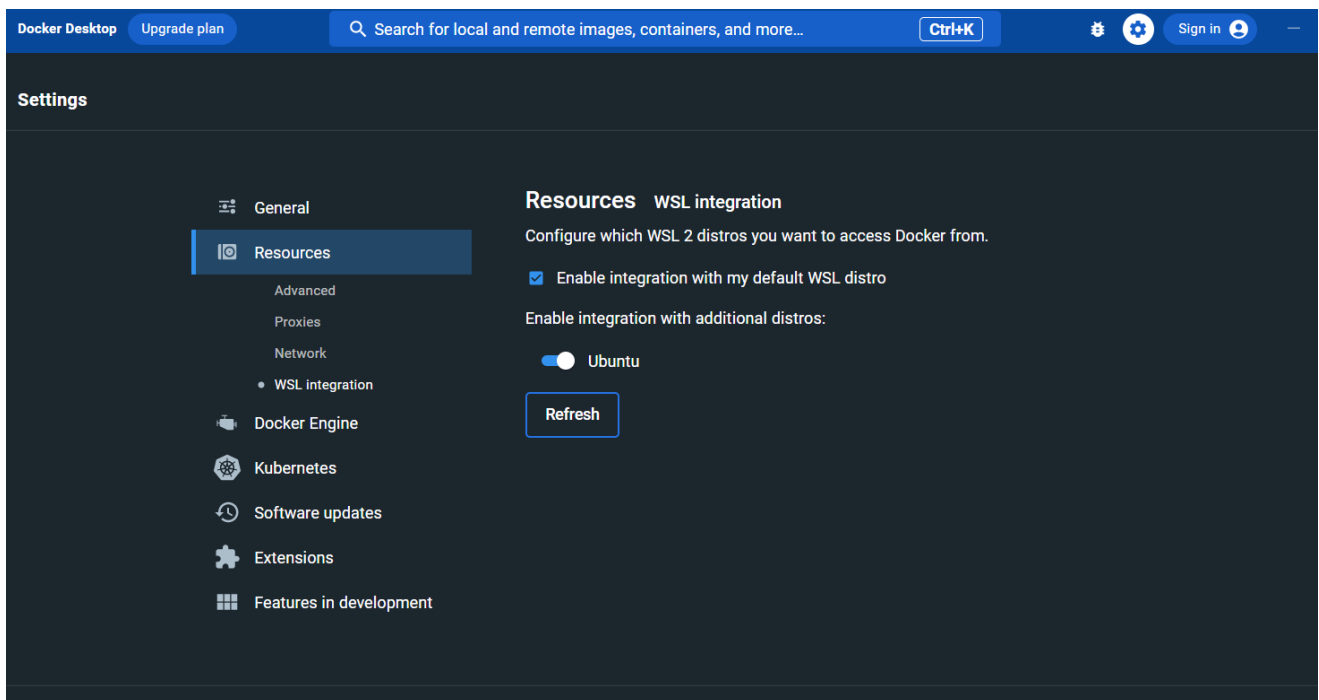 Docker Desktop Upgrade plan Search for local and remote images, containers, and more... Ctrl+K Sign in
Settings
General
Resources
Advanced
Proxies
Network
WSL integration
Docker Engine
Kubernetes
Software updates
Extensions
Features in development
Resources WSL integration
Configure which WSL 2 distros you want to access Docker from.
Enable integration with my default WSL distro
Enable integration with additional distros:
Ubuntu
Refresh